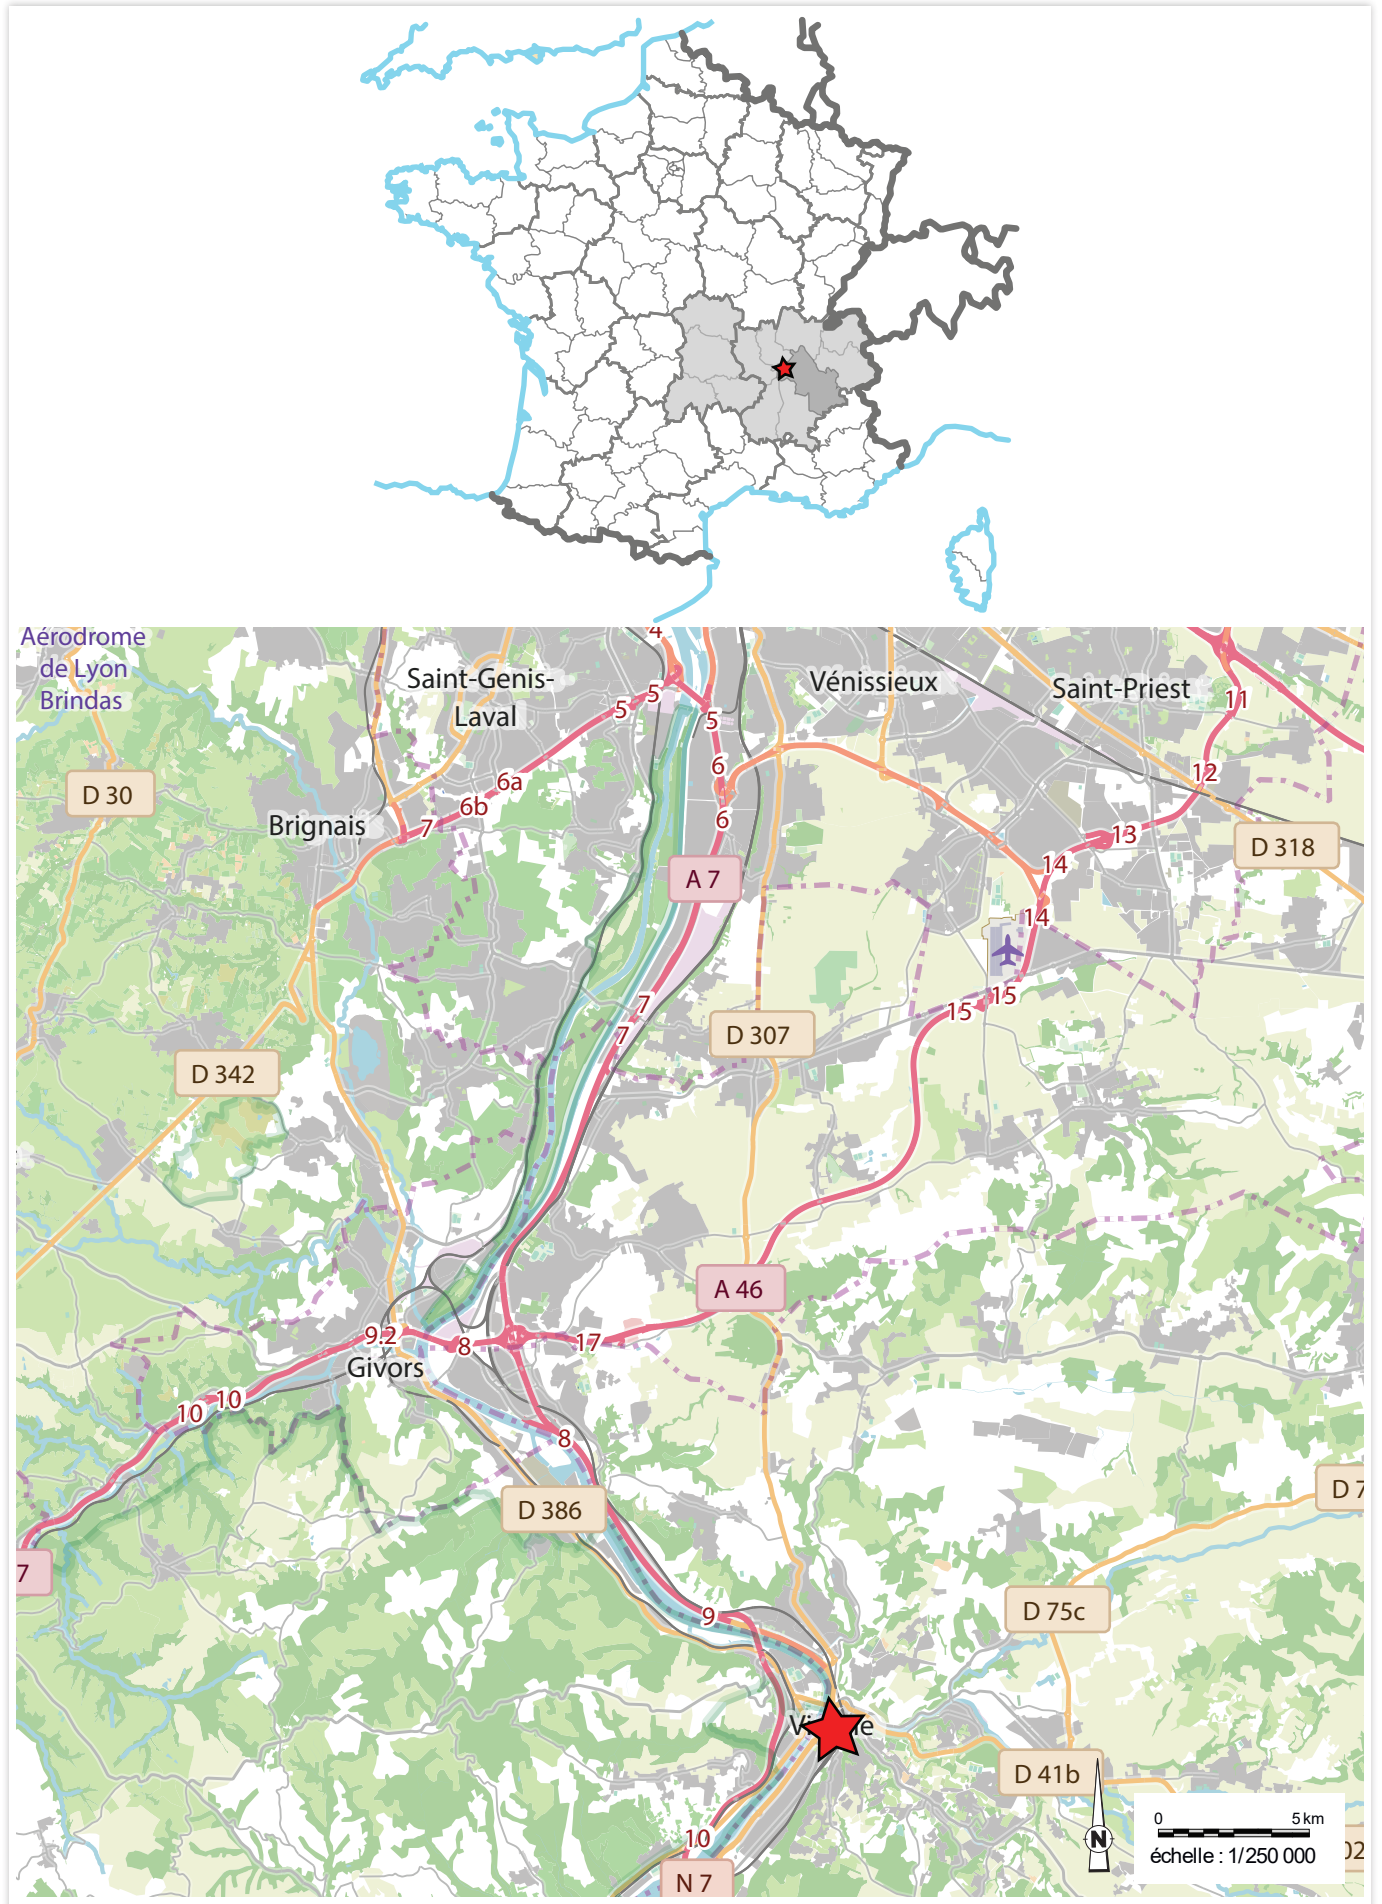 4
Aérodrome
de Lyon
Brindas
Saint-Genis-
Laval
Vénissieux
Saint-Priest
5
5
5
11
6
12
6a
6b
D 30
7
Brignais
6
13
D 318
14
A 7
14
7
15
15
7
D 307
D 342
A 46
9.2
8
17
Givors
10
10
8
D 7
D 386
7
9
D 75c
D 41b
0
5 km
échelle : 1/250 000
N
10
N 7